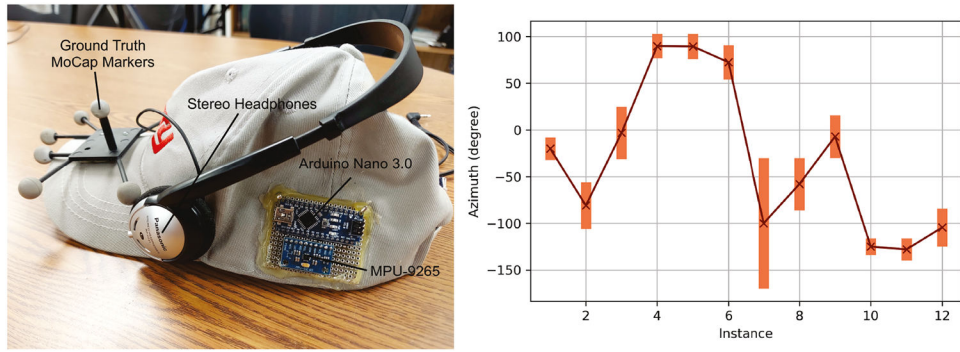 Ground Truth
MoCap Markers
Stereo Headphones
Arduino Nano 3.0
Panasonic
MPU-9265
100
50
0
−50
−100
−150
Azimuth (degree)
2
4
6
8
10
12
Instance